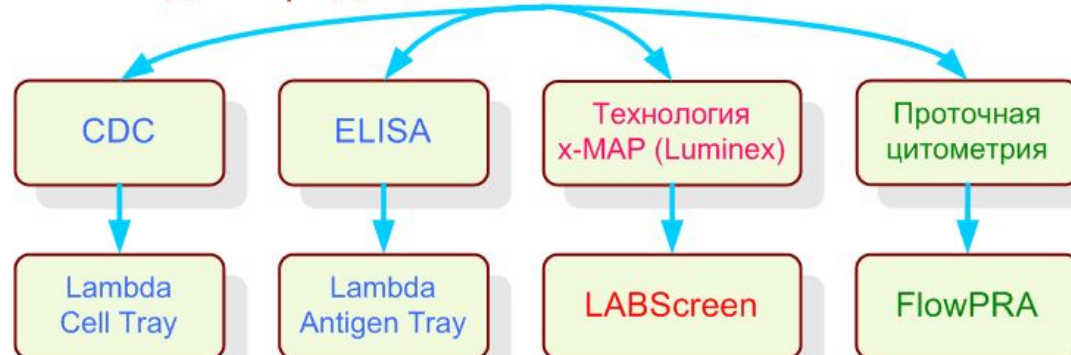 CDC
ELISA
Технология
x-MAP (Luminex)
Проточная
цитометрия
Lambda
Cell Tray
Lambda
Antigen Tray
LABScreen
FlowPRA